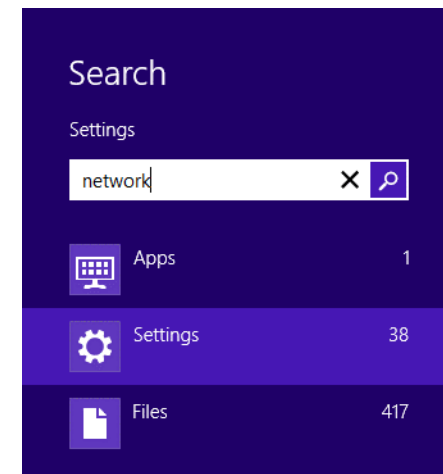 Search
Settings
network
Apps 1
Settings 38
Files 417